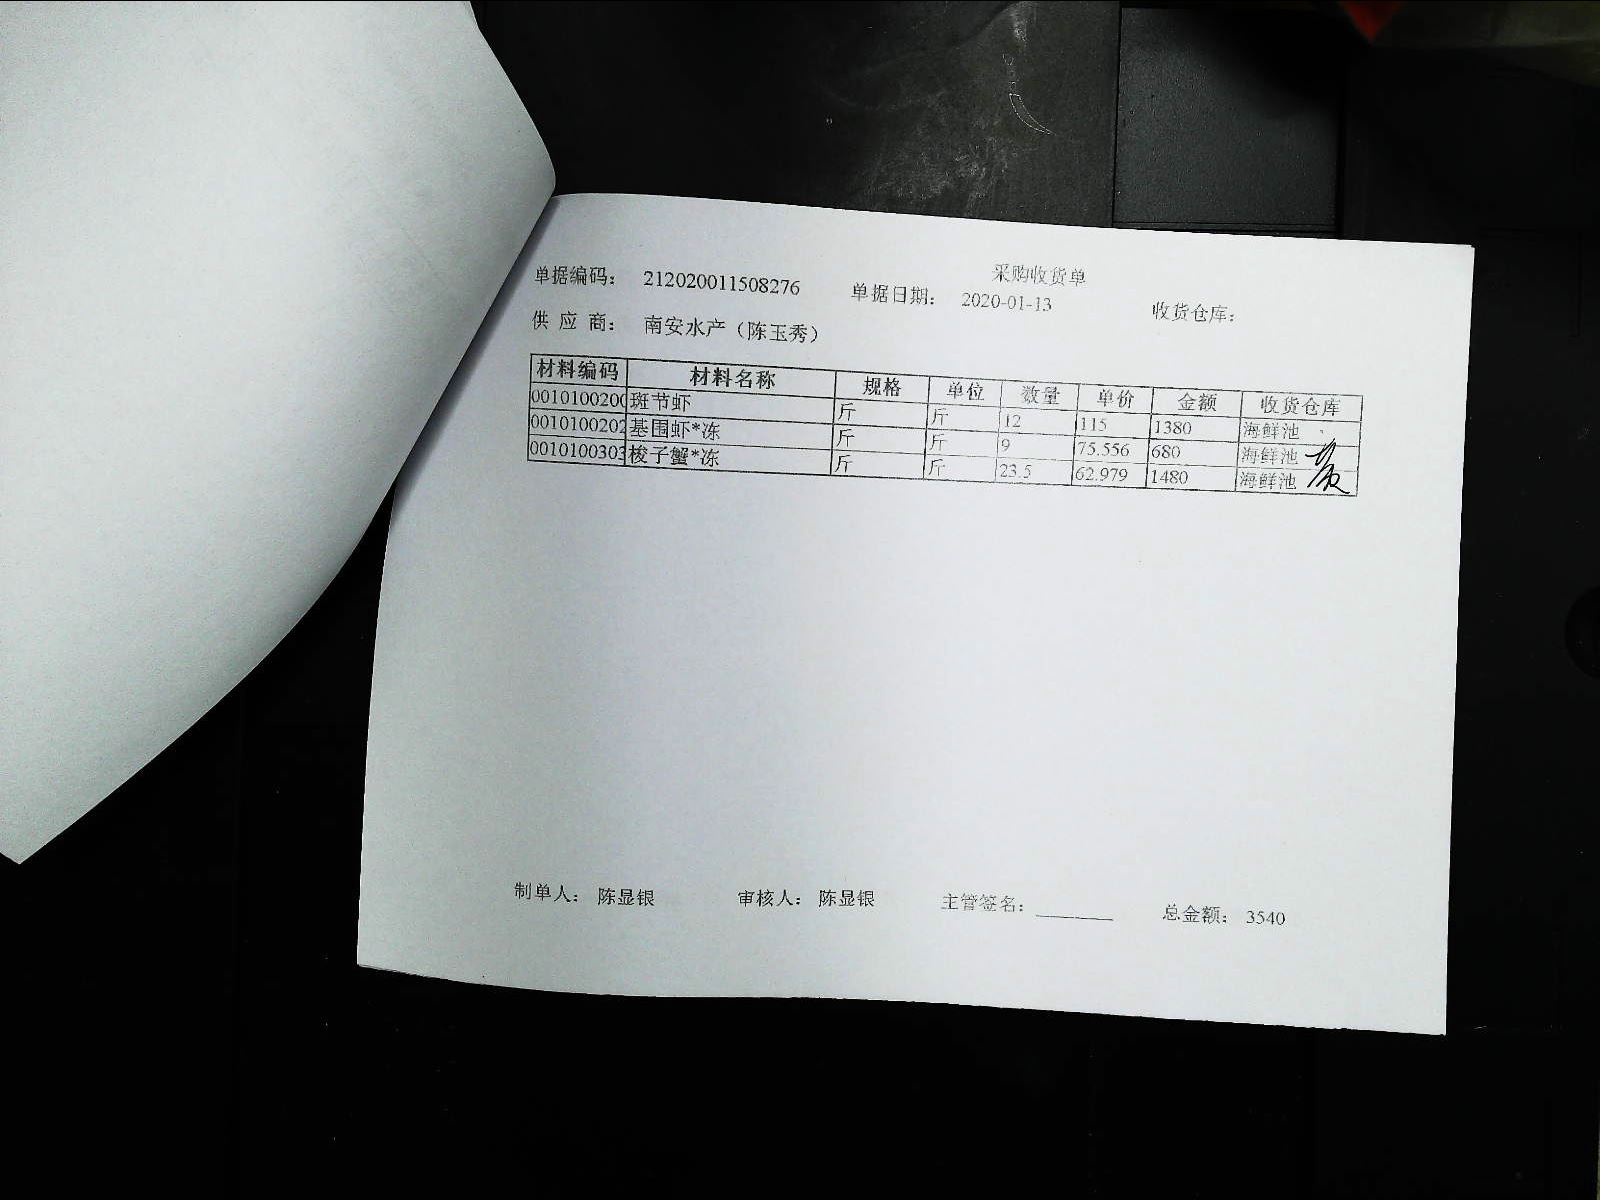 采购收货单
单据编码： 212020011508276 单据日期： 2020-01-13 收货仓库：
供 应 商： 南安水产（陈玉秀）
材料编码 材料名称 规格 单位 数量 单价 金额 收货仓库
0010100200 斑节虾 斤 斤 12 115 1380 海鲜池
0010100202 基围虾*冻 斤 斤 9 75.556 680 海鲜池
0010100303 梭子蟹*冻 斤 斤 23.5 62.979 1480 海鲜池
制单人： 陈显银 审核人： 陈显银 主管签名：________ 总金额： 3540